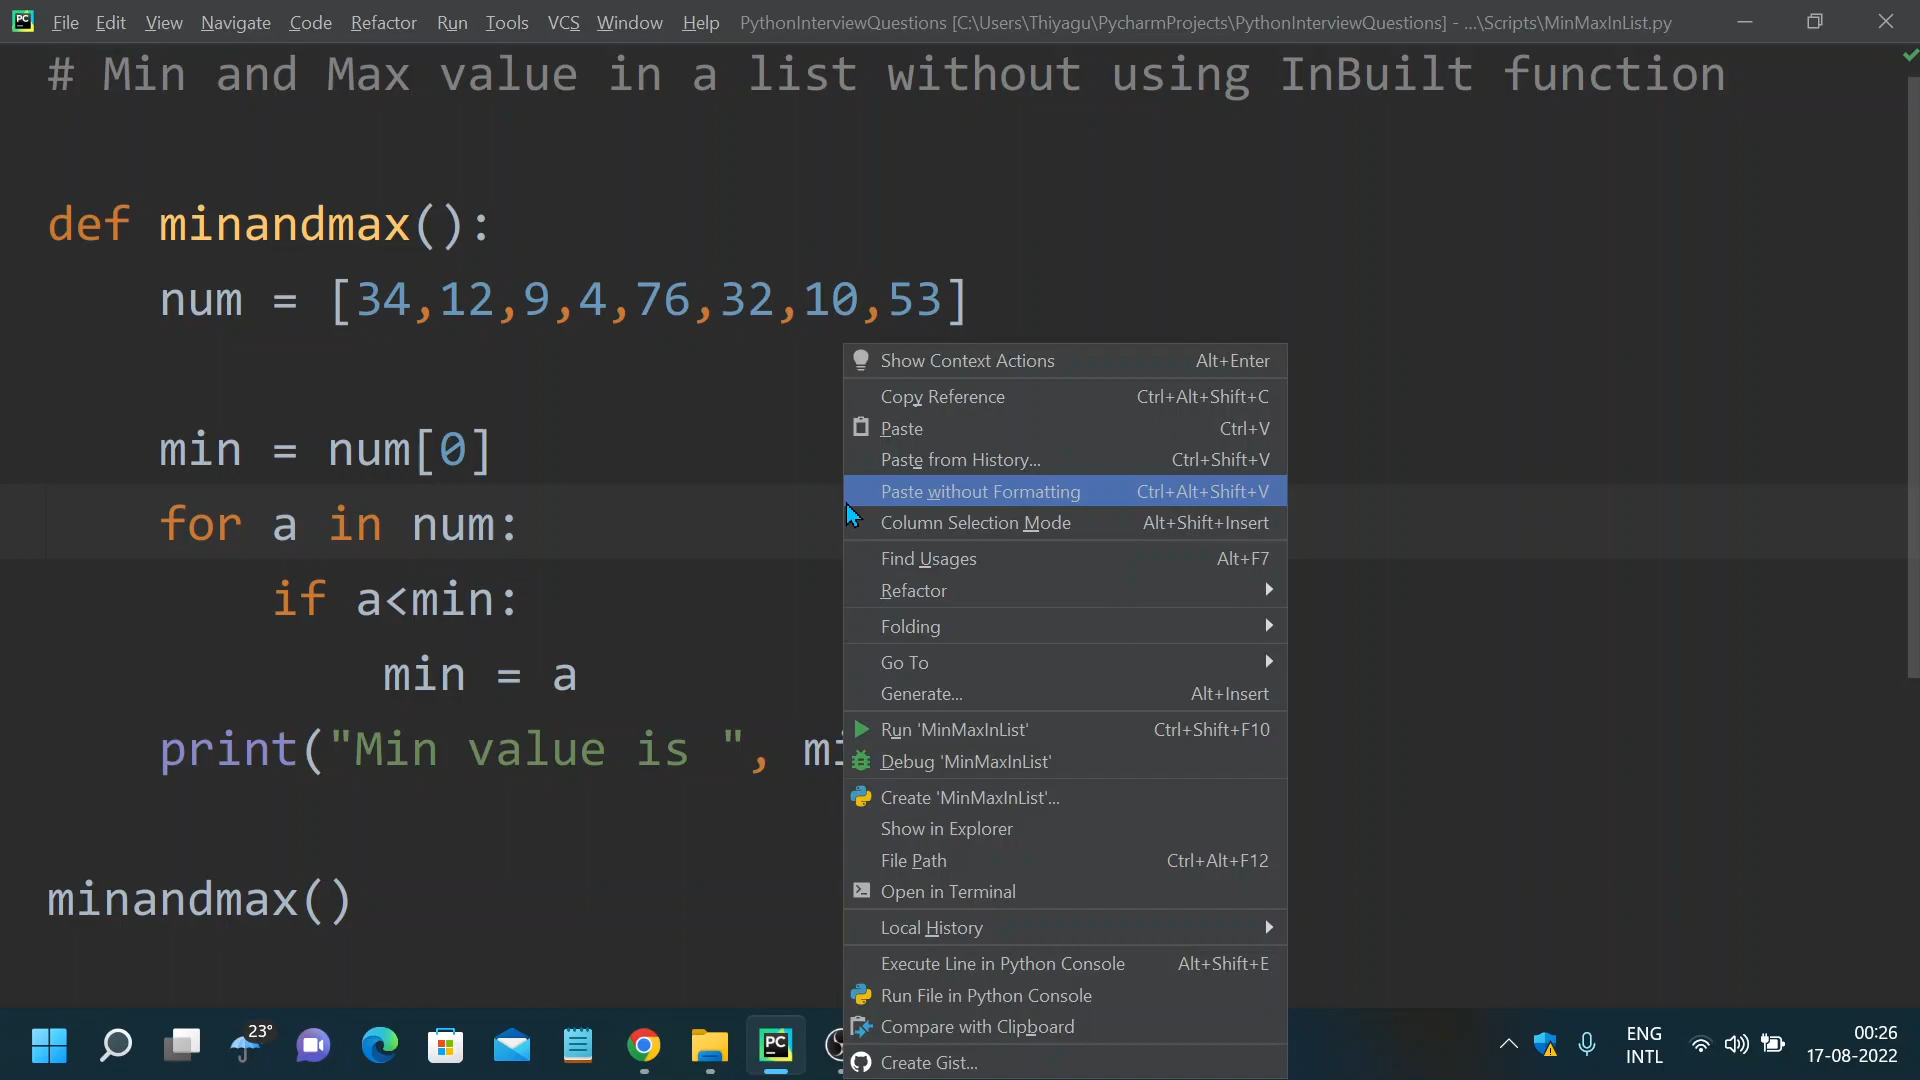 PC File Edit View Navigate Code Refactor Run Tools VCS Window Help PythonInterviewQuestions [C:\Users\Thiyagu\PycharmProjects\PythonInterviewQuestions] - ...\Scripts\MinMaxInList.py
# Min and Max value in a list without using InBuilt function
def minandmax():
num = [34,12,9,4,76,32,10,53]
min = num[0]
for a in num:
if a<min:
min = a
print("Min value is ", mi
minandmax()
Show Context Actions Alt+Enter
Copy Reference Ctrl+Alt+Shift+C
Paste Ctrl+V
Paste from History... Ctrl+Shift+V
Paste without Formatting Ctrl+Alt+Shift+V
Column Selection Mode Alt+Shift+Insert
Find Usages Alt+F7
Refactor
Folding
Go To
Generate... Alt+Insert
Run 'MinMaxInList' Ctrl+Shift+F10
Debug 'MinMaxInList'
Create 'MinMaxInList'...
Show in Explorer
File Path Ctrl+Alt+F12
Open in Terminal
Local History
Execute Line in Python Console Alt+Shift+E
Run File in Python Console
Compare with Clipboard
Create Gist...
23°
PC
ENG
INTL
00:26
17-08-2022